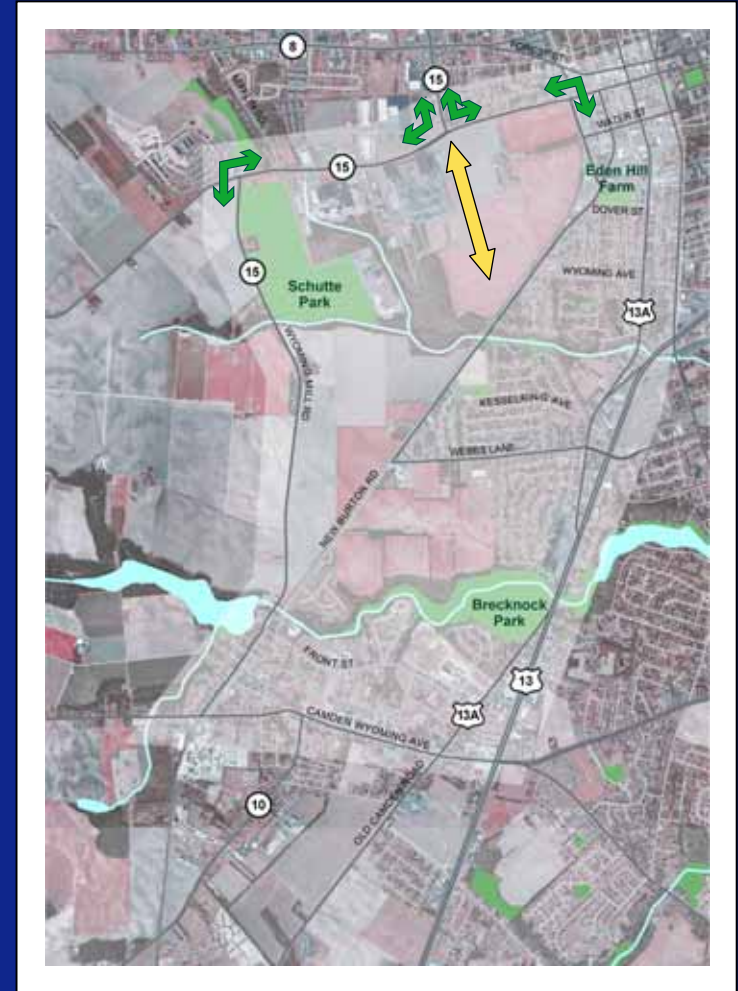 8
FORREST ST
15
WATER ST
Eden Hill
Farm
15
DOVER ST
15
WYOMING AVE
Schutte
Park
13A
WYOMING MILL RD
KESSELRING AVE
WEBBS LANE
NEW BURTON RD
Brecknock
Park
FRONT ST
13
13A
CAMDEN WYOMING AVE
10
OLD CAMDEN ROAD